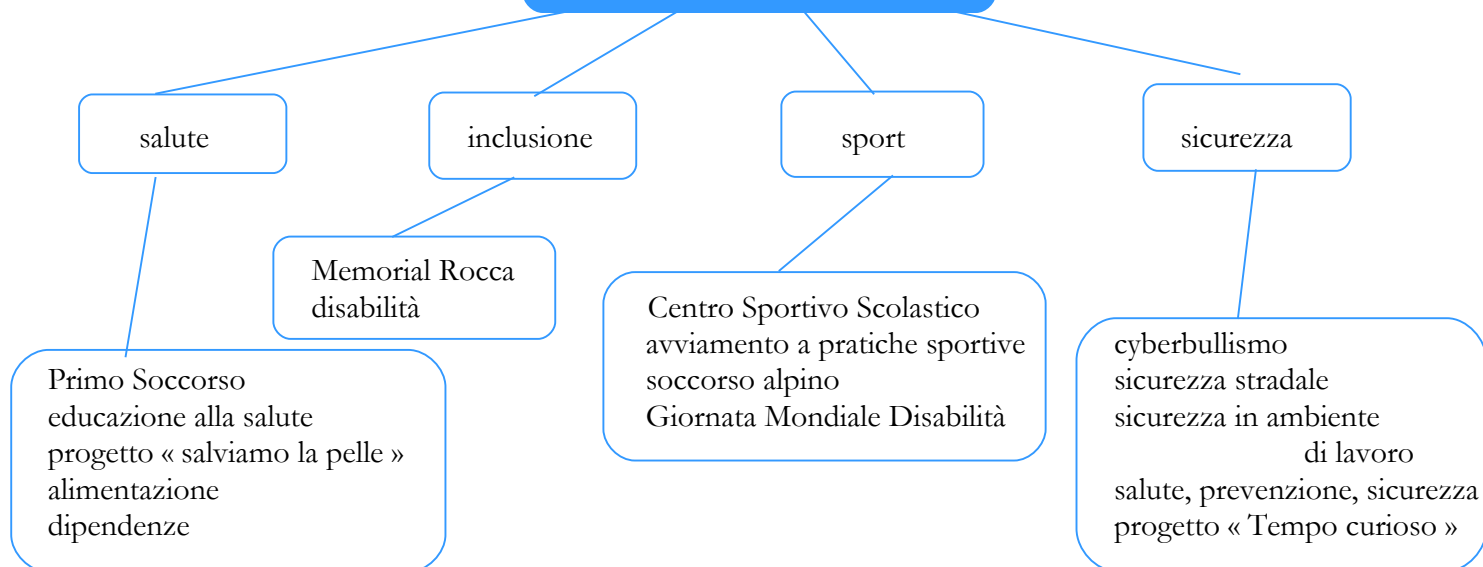 salute
inclusione
sport
sicurezza
Memorial Rocca
disabilità
Centro Sportivo Scolastico
avviamento a pratiche sportive
soccorso alpino
Giornata Mondiale Disabilità
Primo Soccorso
educazione alla salute
progetto « salviamo la pelle »
alimentazione
dipendenze
cyberbullismo
sicurezza stradale
sicurezza in ambiente
di lavoro
salute, prevenzione, sicurezza
progetto « Tempo curioso »